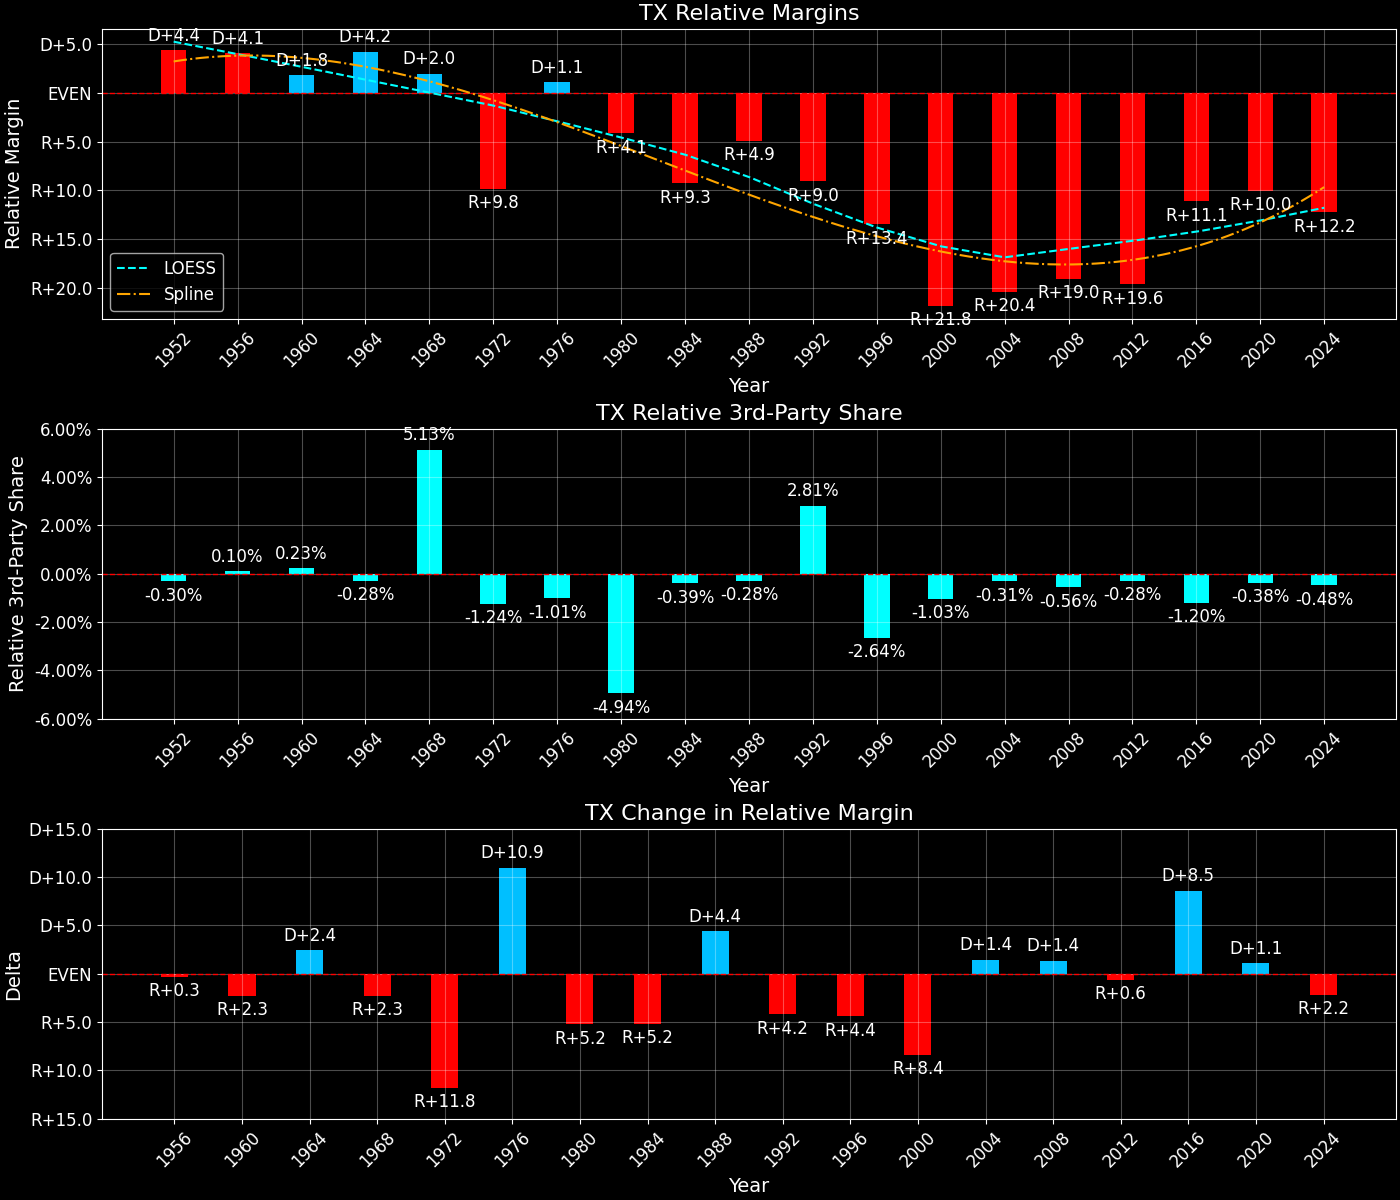 TX Relative Margins
Relative Margin
D+5.0
EVEN
R+5.0
R+10.0
R+15.0
R+20.0
D+4.4 D+4.1 D+1.8 D+4.2 D+2.0 R+9.8 D+1.1 R+4.1 R+9.3 R+4.9 R+9.0 R+13.4 R+21.8 R+20.4 R+19.0 R+19.6 R+11.1 R+10.0 R+12.2
LOESS
Spline
1952 1956 1960 1964 1968 1972 1976 1980 1984 1988 1992 1996 2000 2004 2008 2012 2016 2020 2024
Year
TX Relative 3rd-Party Share
Relative 3rd-Party Share
6.00%
4.00%
2.00%
0.00%
-2.00%
-4.00%
-6.00%
-0.30% 0.10% 0.23% -0.28% 5.13% -1.24% -1.01% -4.94% -0.39% -0.28% 2.81% -2.64% -1.03% -0.31% -0.56% -0.28% -1.20% -0.38% -0.48%
1952 1956 1960 1964 1968 1972 1976 1980 1984 1988 1992 1996 2000 2004 2008 2012 2016 2020 2024
Year
TX Change in Relative Margin
Delta
D+15.0
D+10.0
D+5.0
EVEN
R+5.0
R+10.0
R+15.0
R+0.3 R+2.3 D+2.4 R+2.3 R+11.8 D+10.9 R+5.2 R+5.2 D+4.4 R+4.2 R+4.4 R+8.4 D+1.4 D+1.4 R+0.6 D+8.5 D+1.1 R+2.2
1956 1960 1964 1968 1972 1976 1980 1984 1988 1992 1996 2000 2004 2008 2012 2016 2020 2024
Year